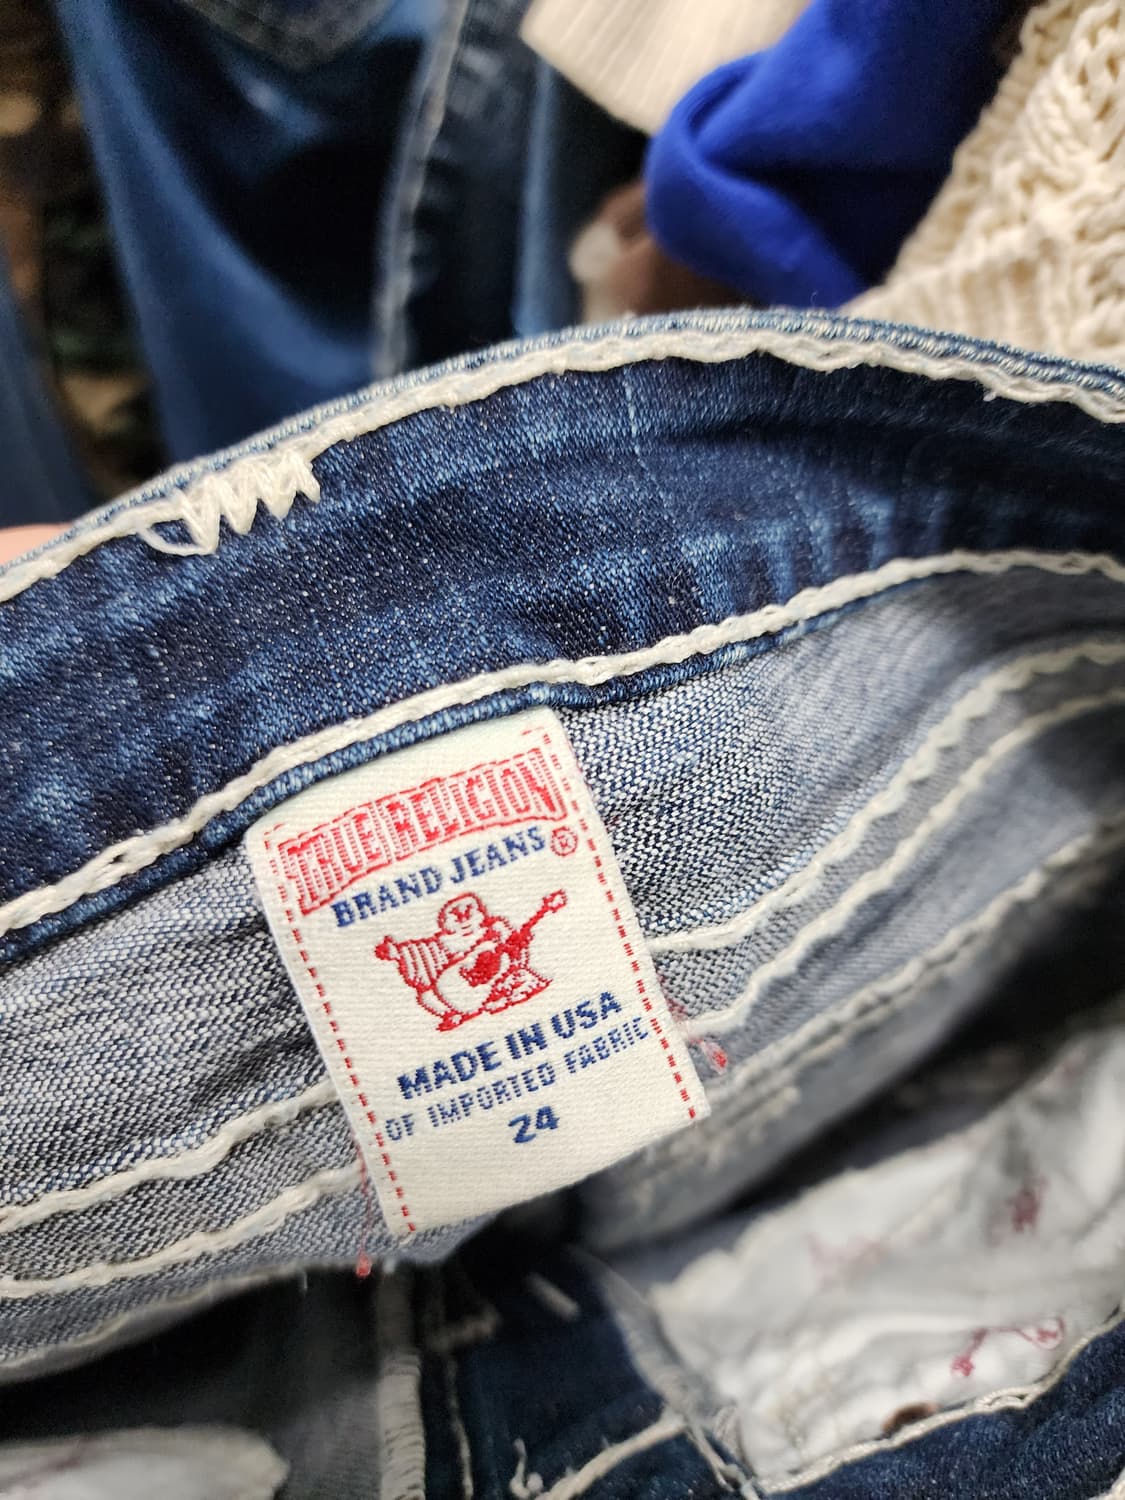 TRUE RELIGION
BRAND JEANS ®
MADE IN USA
OF IMPORTED FABRIC
24